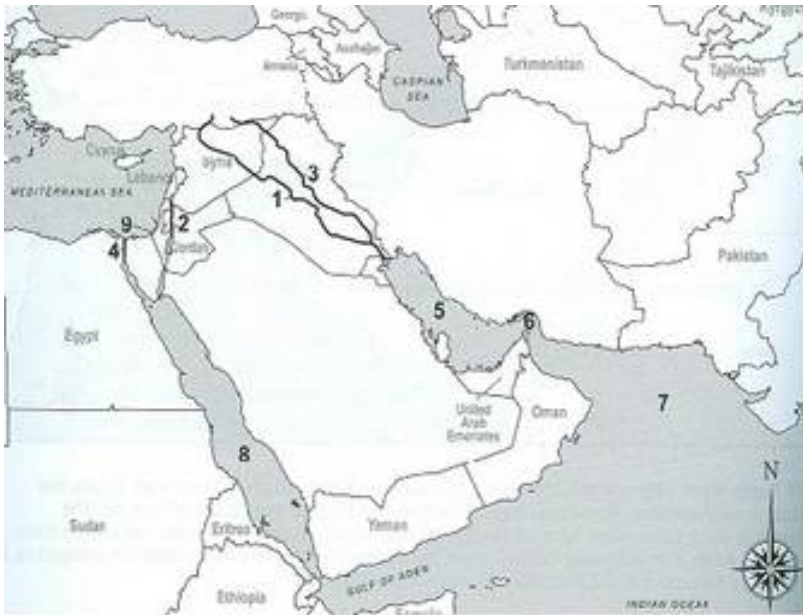 Georgia
Kyrgyz
Azerbaijan
Armenia
CASPIAN
SEA
Turkmenistan
Tajikistan
Cyprus
Syria
Lebanon
3
MEDITERRANEAN SEA
1
2
9
Jordan
4
Pakistan
5
6
Egypt
7
United
Arab
Emirates
Oman
8
N
Sudan
Eritrea
Yemen
GULF OF ADEN
Ethiopia
INDIAN OCEAN